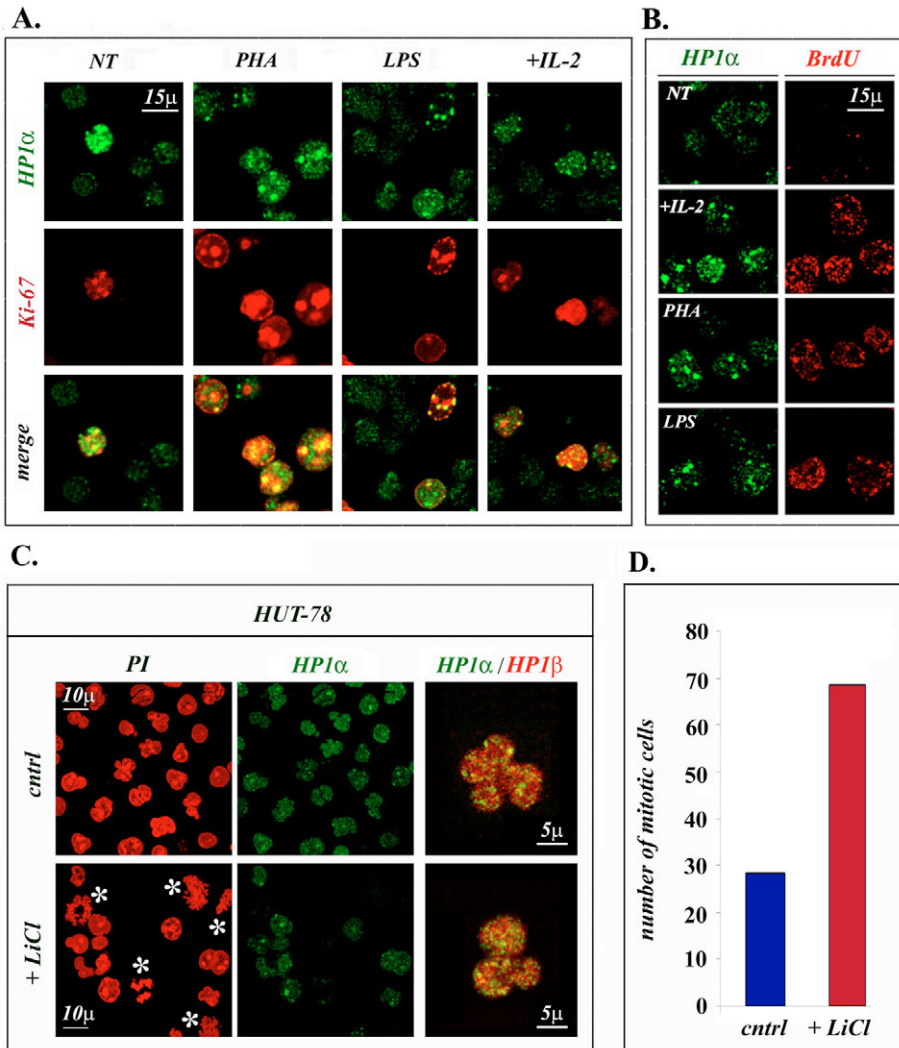 A.
NT PHA LPS +IL-2
15µ
HP1α
Ki-67
merge
B.
HP1α BrdU
NT
15µ
+IL-2
PHA
LPS
C.
HUT-78
PI HP1α HP1α/HP1β
cntrl
10µ
5µ
+ LiCl
*
*
*
*
*
10µ
5µ
D.
number of mitotic cells
80
70
60
50
40
30
20
10
0
cntrl + LiCl